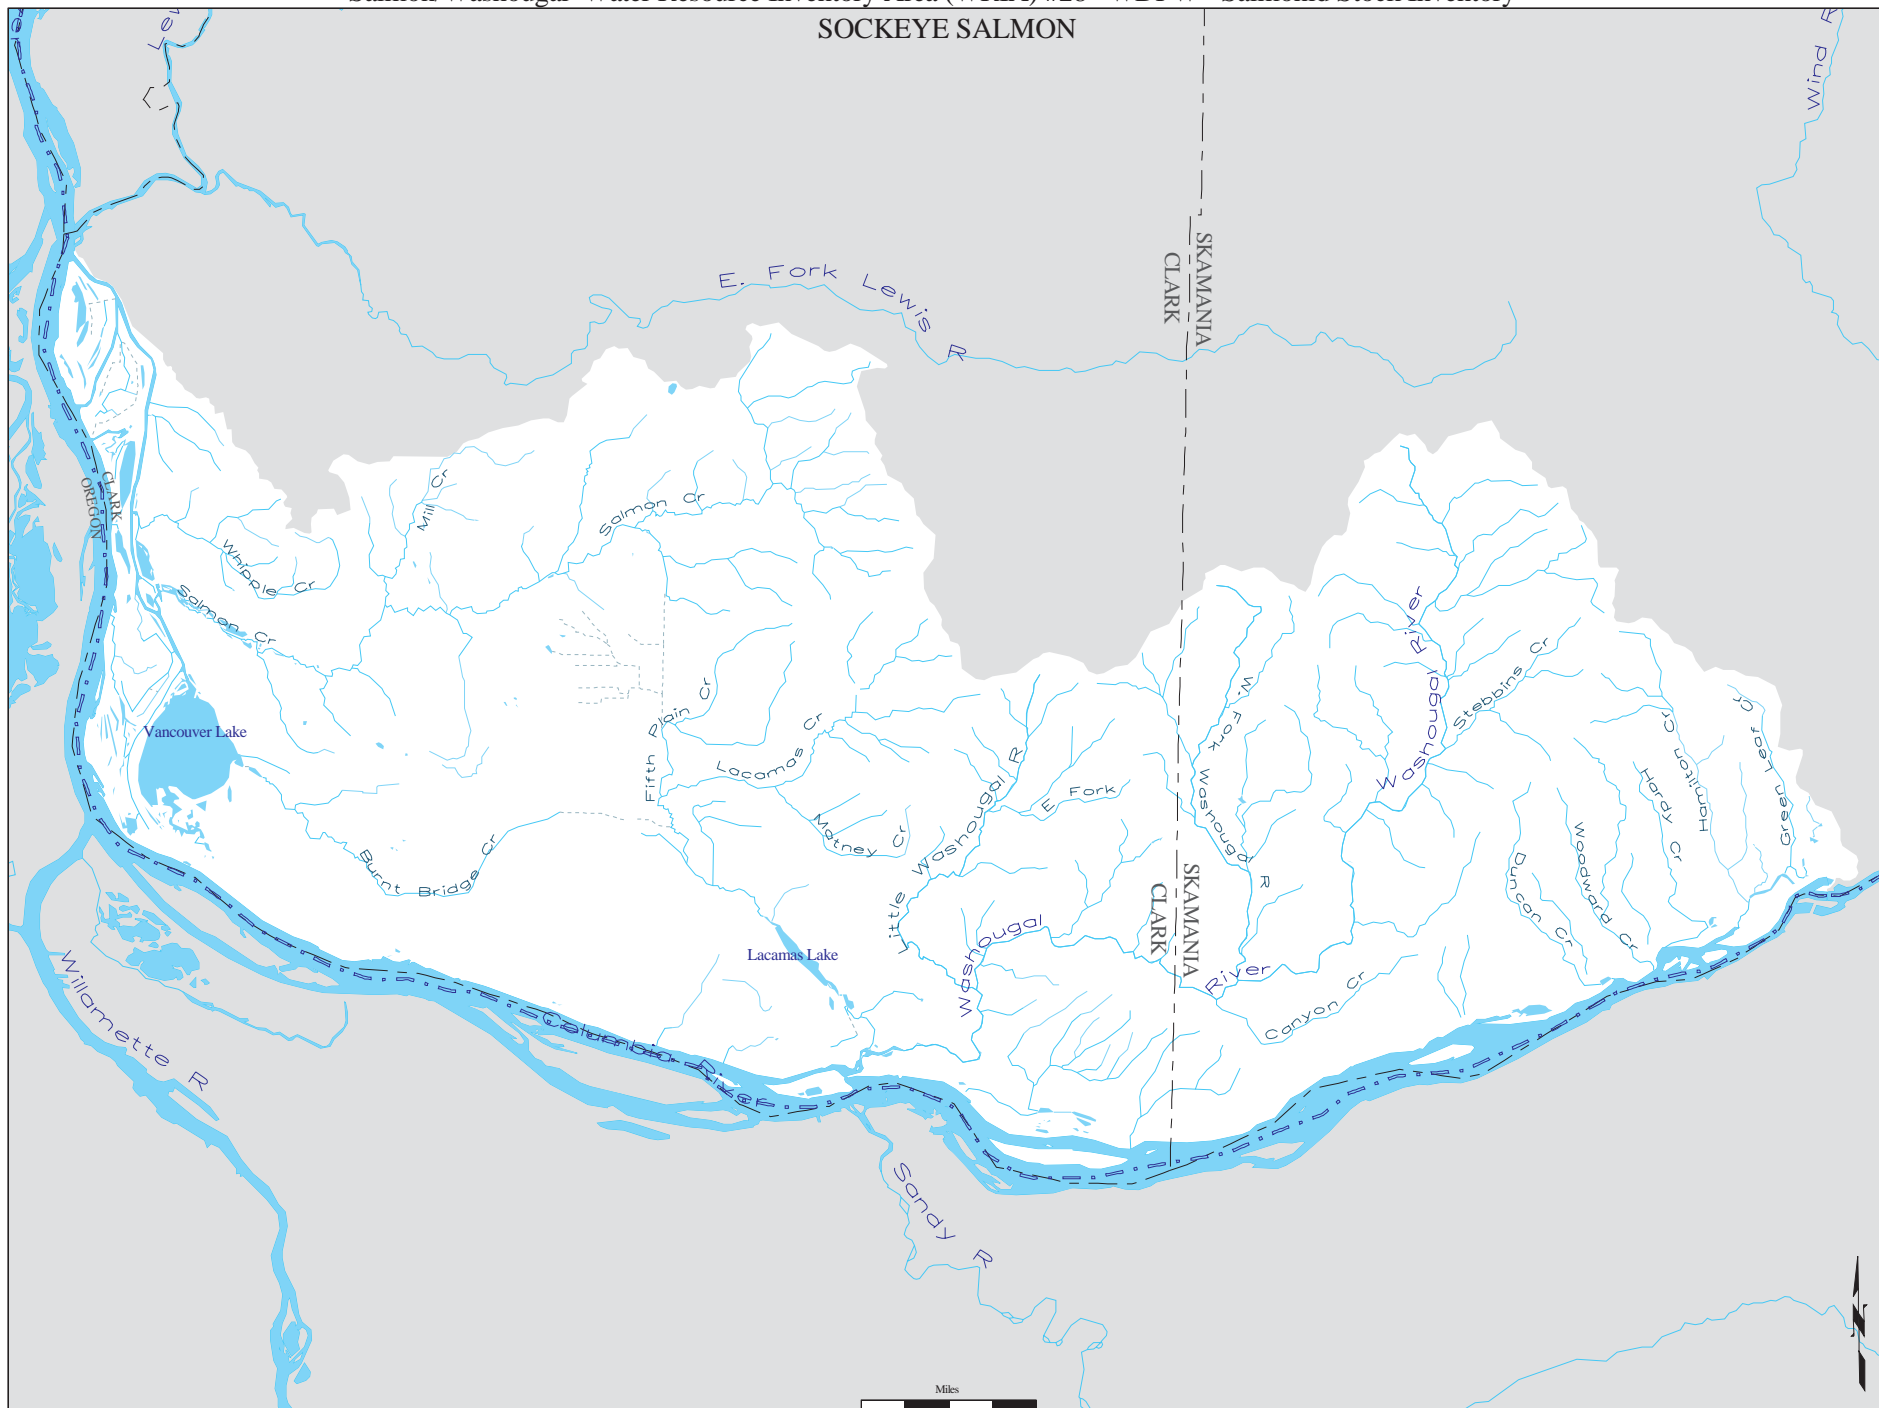 SOCKEYE SALMON
Wind R
E. Fork Lewis R
SKAMANIA
CLARK
CLARK
OREGON
Mill Cr
Salmon Cr
Whipple Cr
Salmon Cr
Washougal River
W. Fork Washougal R
Stebbins Cr
Fifth Plain Cr
Lacamas Cr
Vancouver Lake
Hamilton Cr
Green Leaf Cr
Hardy Cr
Little Washougal R
E Fork
Matney Cr
Burnt Bridge Cr
Duncan Cr
Woodward Cr
SKAMANIA
CLARK
Lacamas Lake
Washougal River
Canyon Cr
Willamette R
Columbia River
Sandy R
Miles